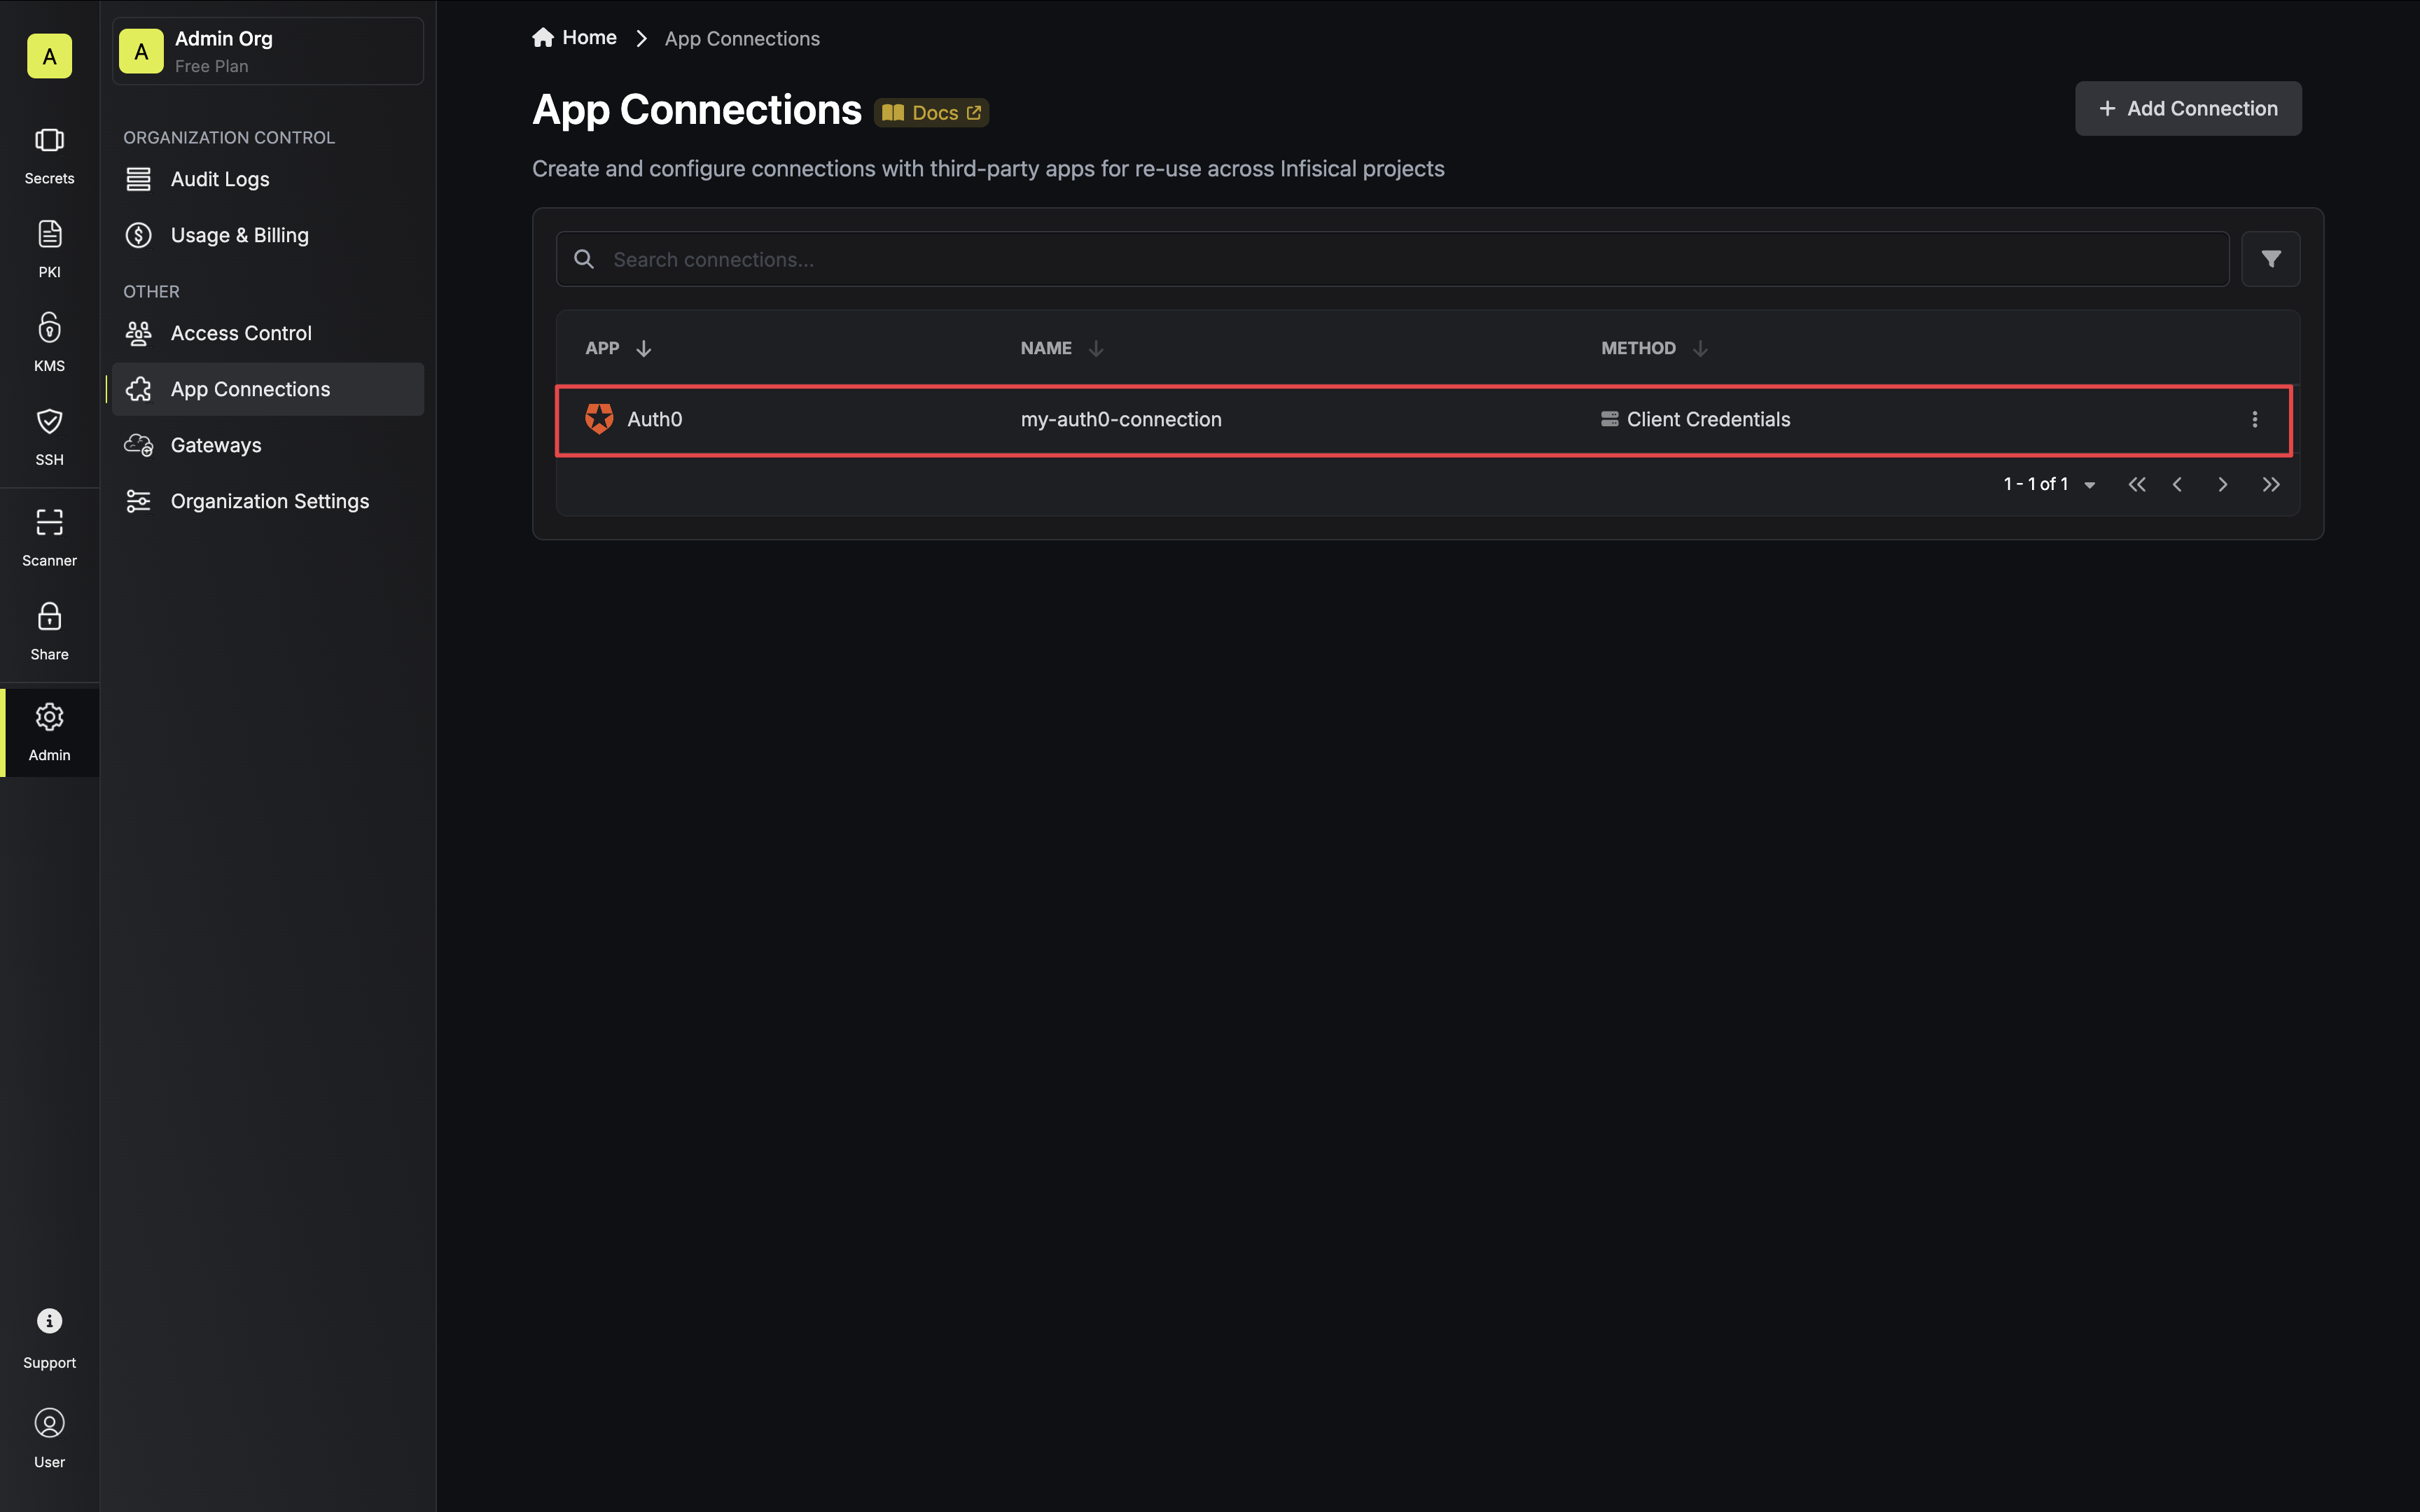 A
Secrets
PKI
KMS
SSH
Scanner
Share
Admin
Support
User
A
Admin Org
Free Plan
ORGANIZATION CONTROL
Audit Logs
Usage & Billing
OTHER
Access Control
App Connections
Gateways
Organization Settings
Home
App Connections
App Connections
Docs
Add Connection
Create and configure connections with third-party apps for re-use across Infisical projects
Search connections...
APP NAME METHOD
Auth0 my-auth0-connection Client Credentials
1 - 1 of 1